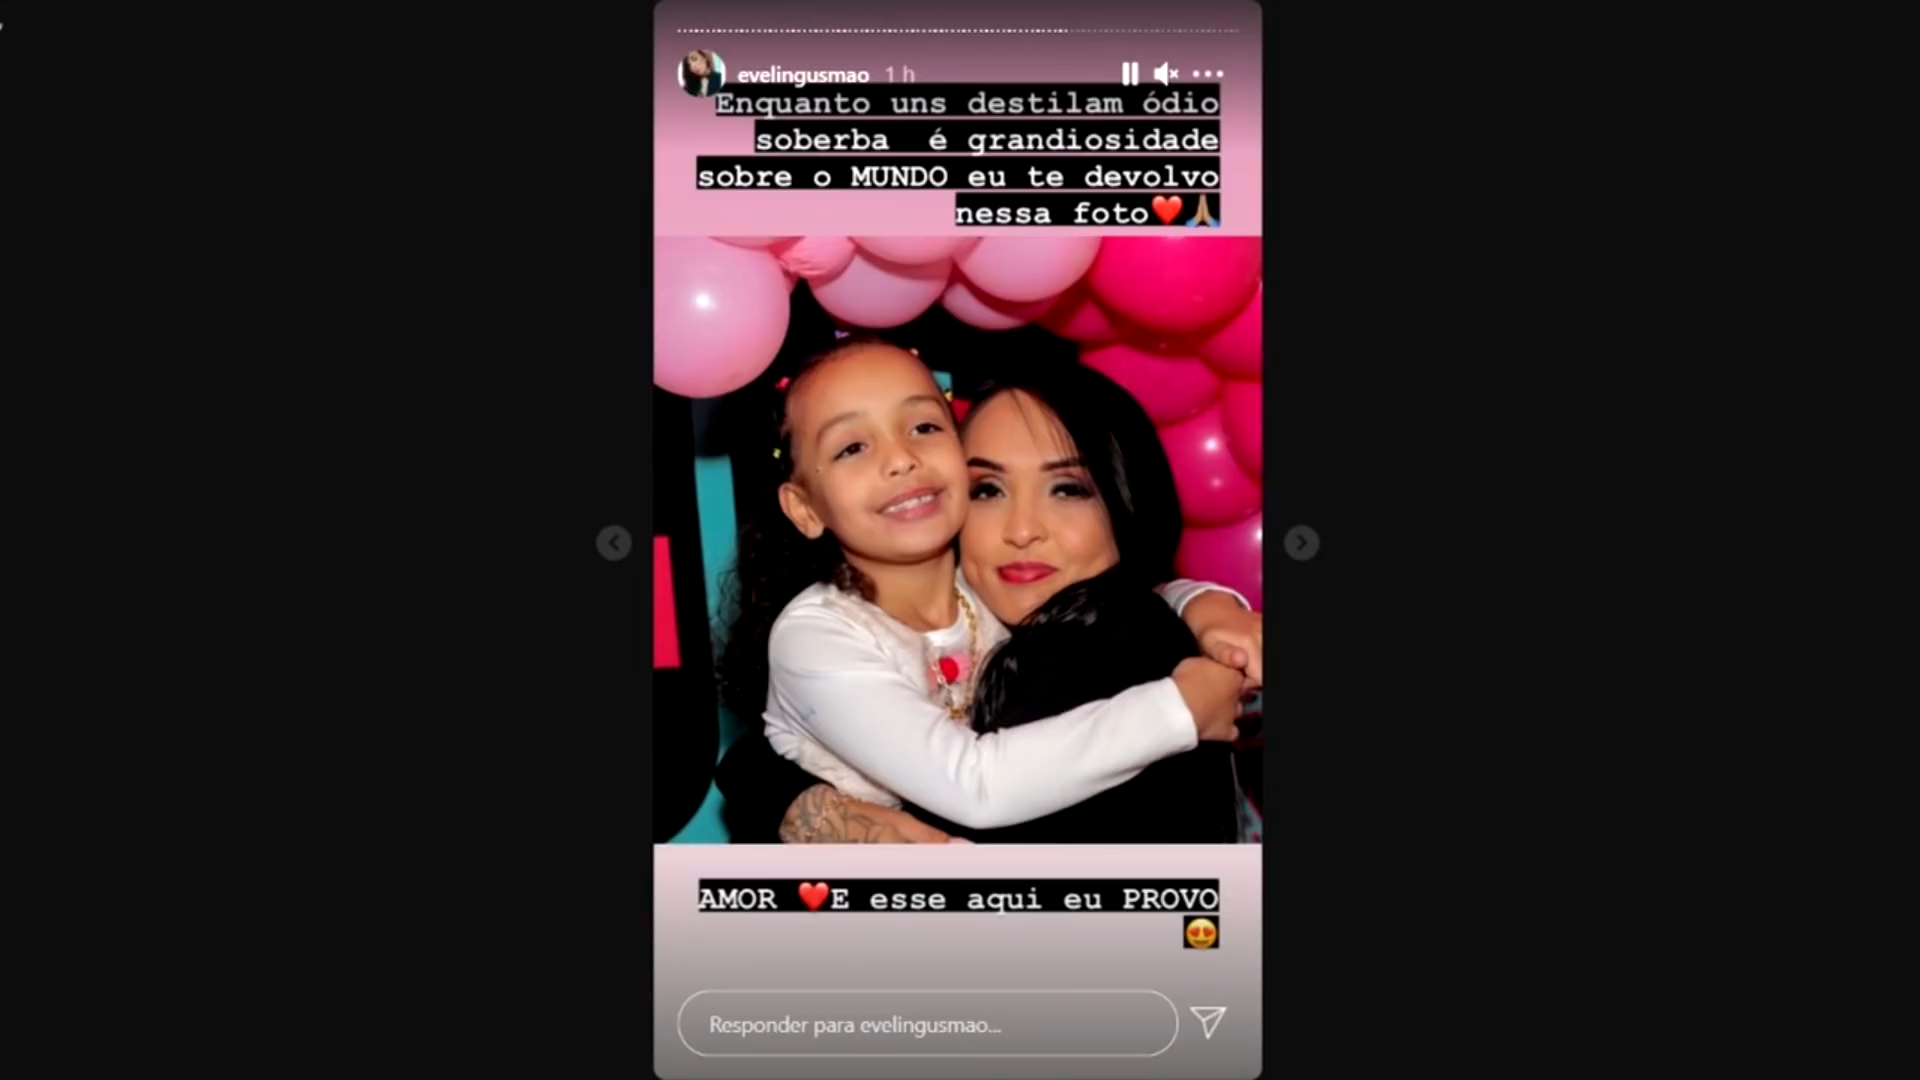 evelingusmao 1 h
Enquanto uns destilam ódio
soberba é grandiosidade
sobre o MUNDO eu te devolvo
nessa foto❤️🙏🏽
AMOR ❤️E esse aqui eu PROVO
😍
Responder para evelingusmao...